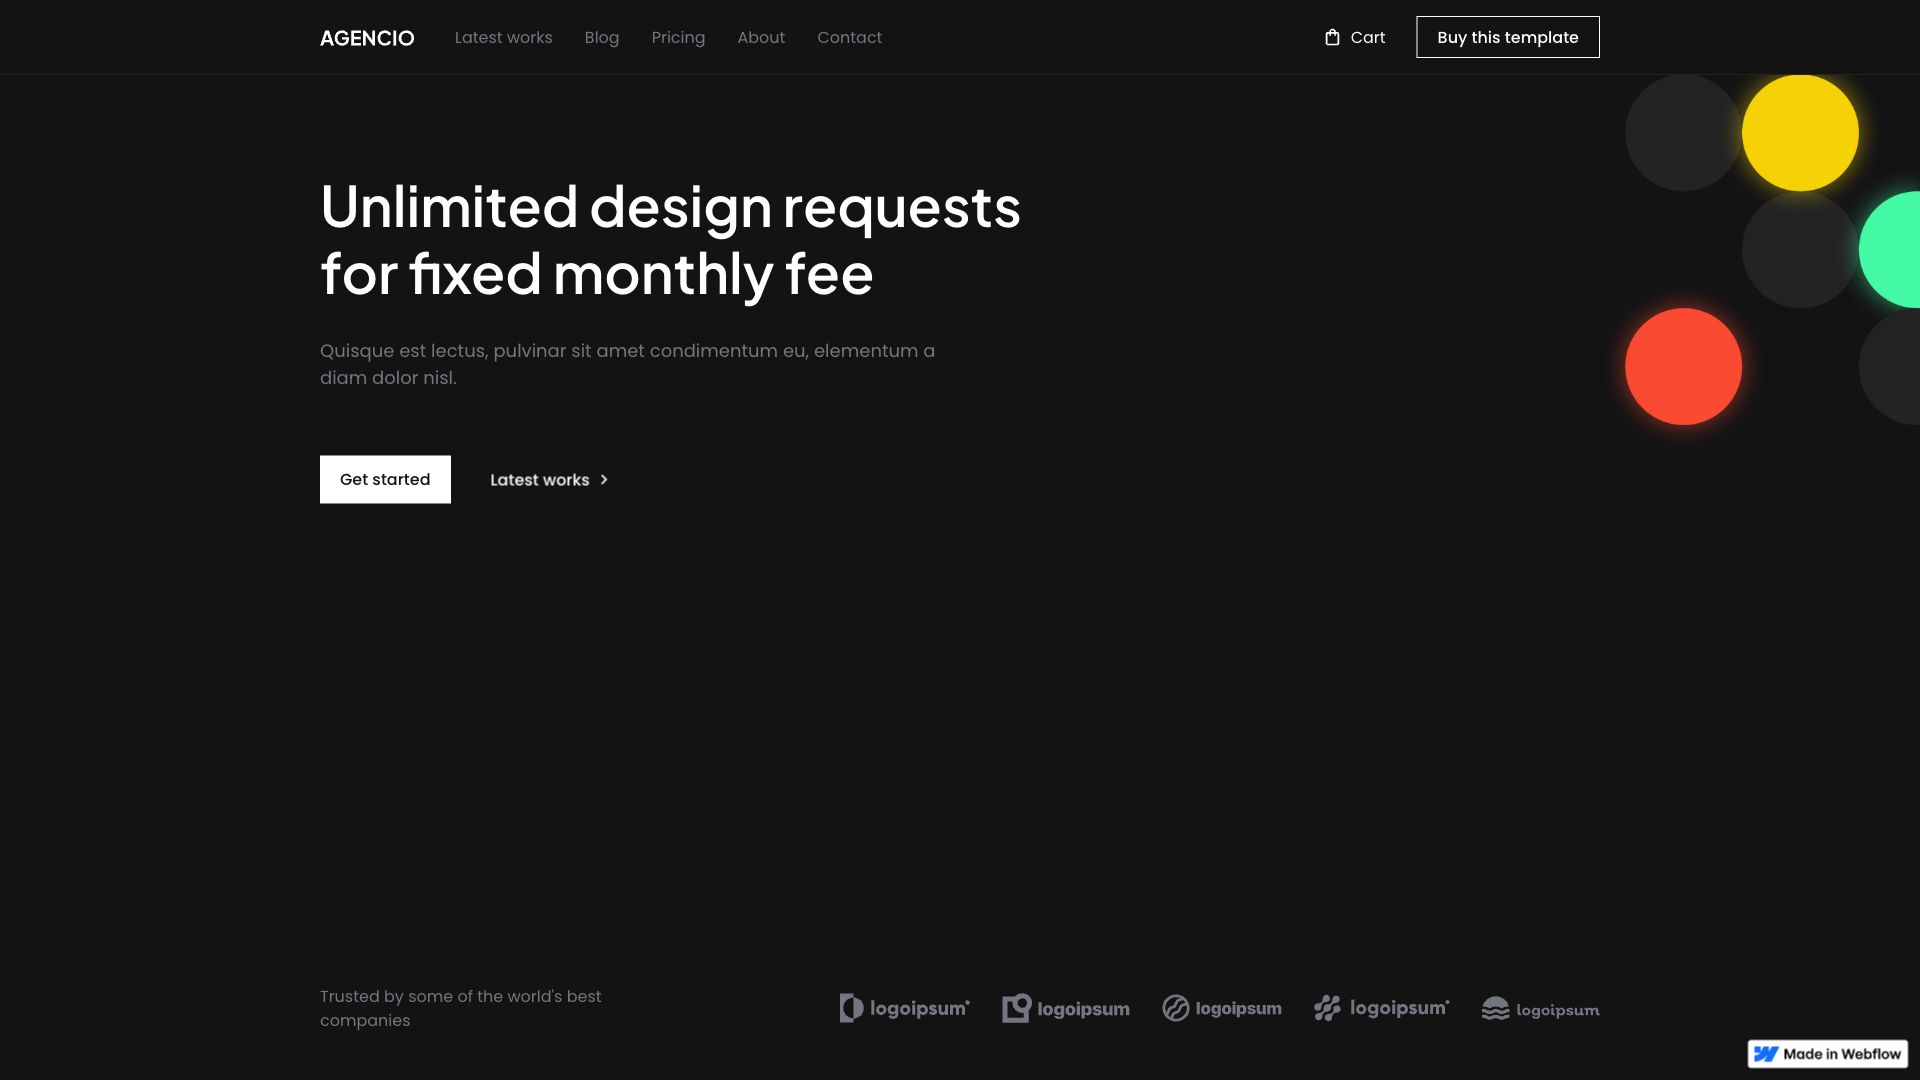 AGENCIO
Latest works
Blog
Pricing
About
Contact
Cart
Buy this template
Unlimited design requests
for fixed monthly fee
Quisque est lectus, pulvinar sit amet condimentum eu, elementum a
diam dolor nisl.
Get started
Latest works
Trusted by some of the world's best
companies
logoipsum
logoipsum
logoipsum
logoipsum
logoipsum
Made in Webflow